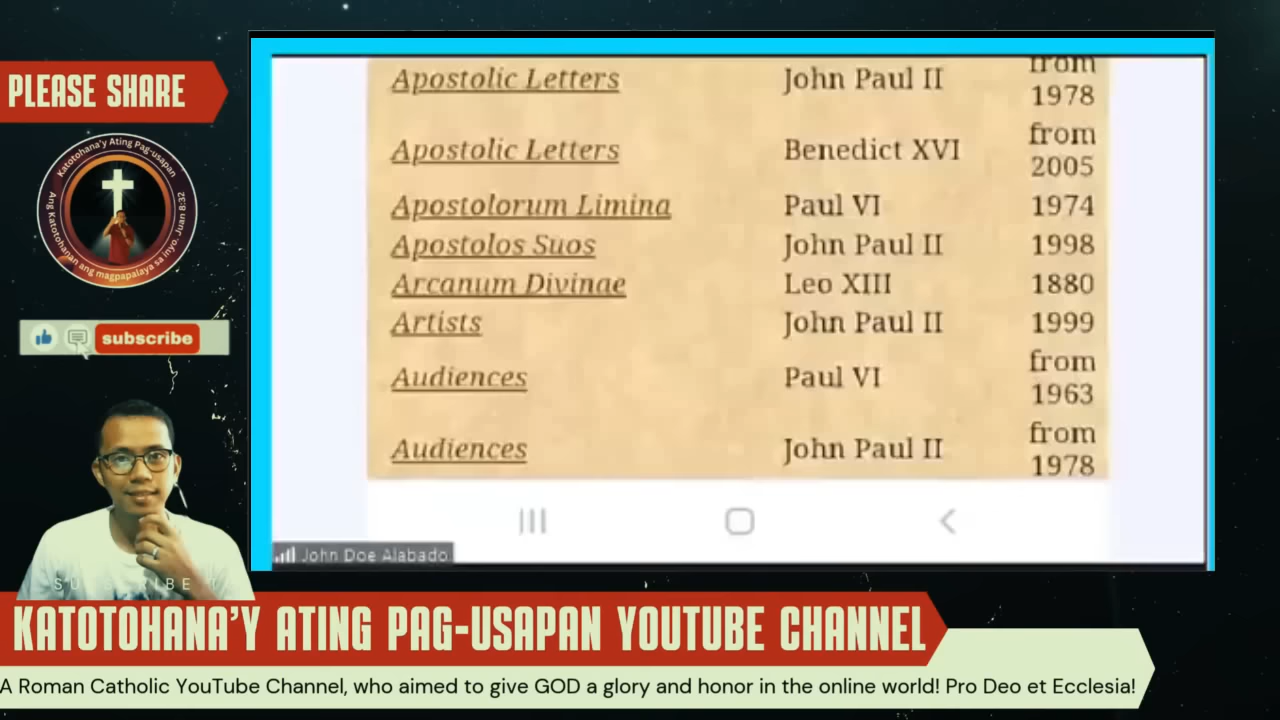 PLEASE SHARE
Katotohana'y Ating Pag-usapan
Ang Katotohanan ang magpapalaya sa inyo. Juan 8:32
subscribe
Apostolic Letters John Paul II from 1978
Apostolic Letters Benedict XVI from 2005
Apostolorum Limina Paul VI 1974
Apostolos Suos John Paul II 1998
Arcanum Divinae Leo XIII 1880
Artists John Paul II 1999
Audiences Paul VI from 1963
Audiences John Paul II from 1978
John Doe Alabado
KATOTOHANA'Y ATING PAG-USAPAN YOUTUBE CHANNEL
A Roman Catholic YouTube Channel, who aimed to give GOD a glory and honor in the online world! Pro Deo et Ecclesia!